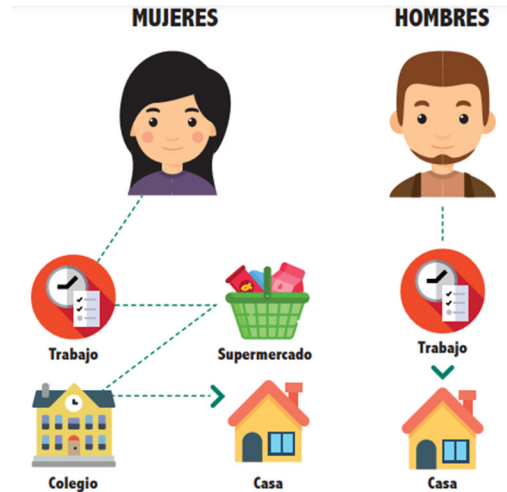 MUJERES
HOMBRES
Trabajo
Supermercado
Trabajo
Colegio
Casa
Casa